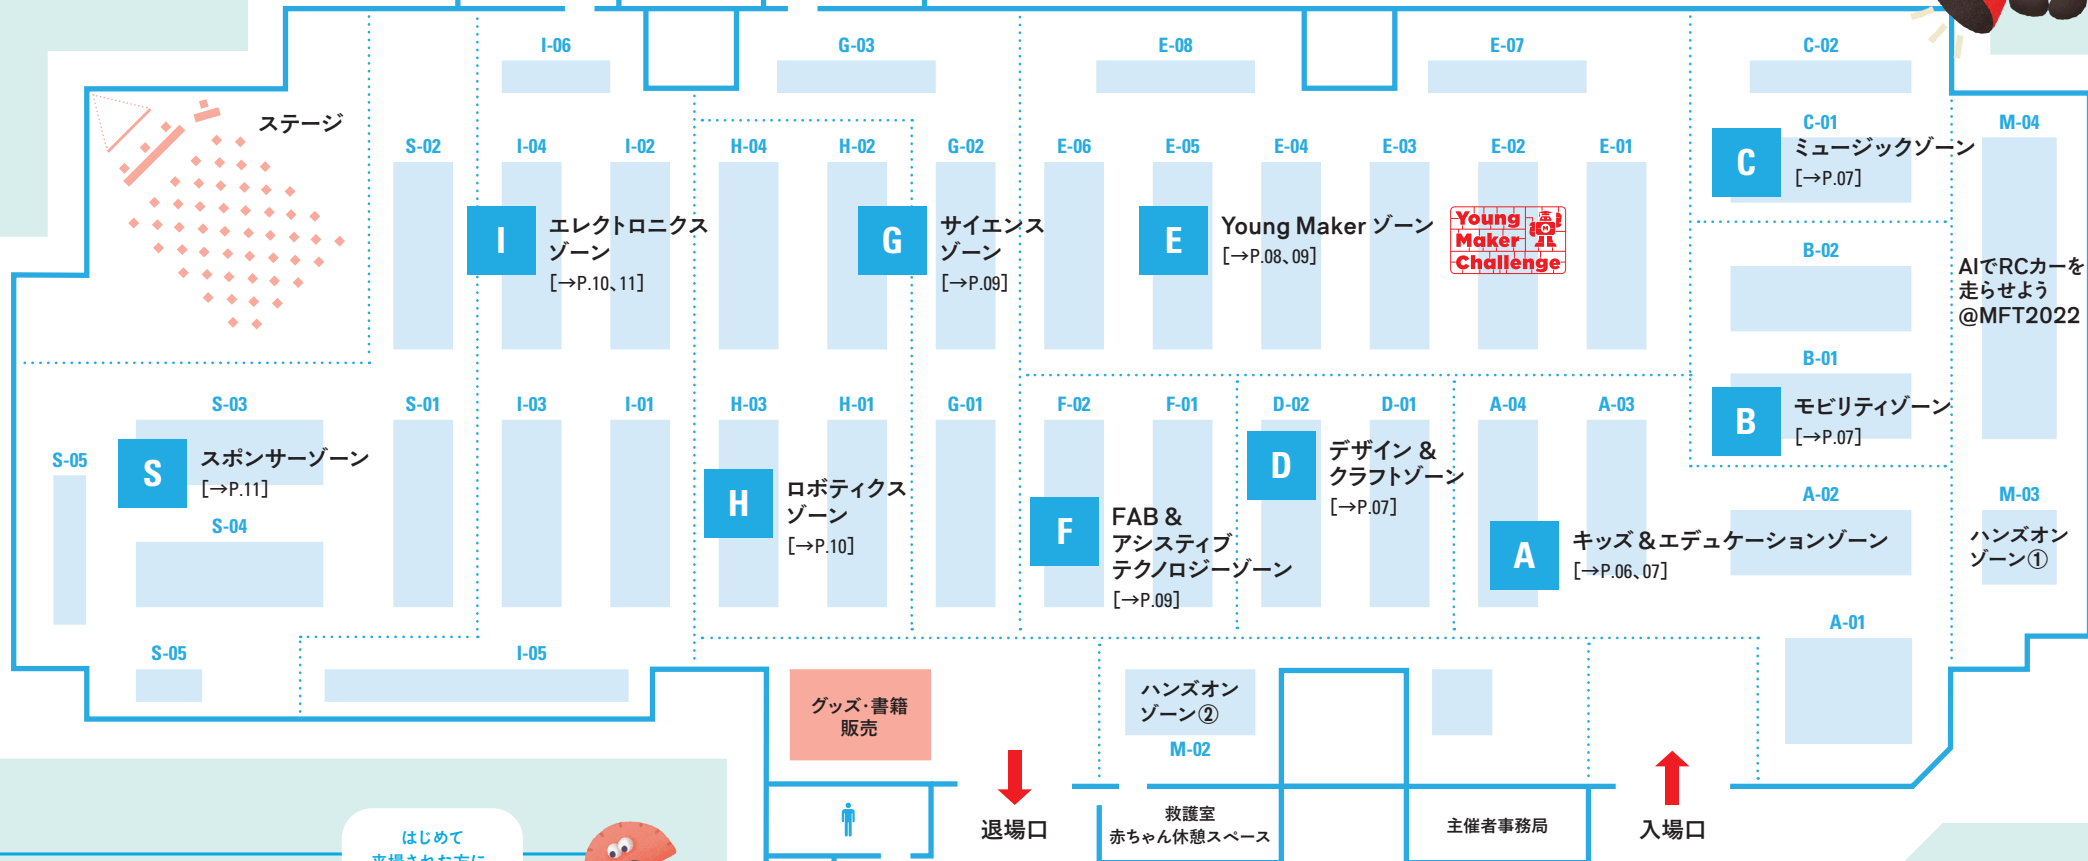 I-06
G-03
E-08
E-07
C-02
ステージ
S-02
I-04
I-02
H-04
H-02
G-02
E-06
E-05
E-04
E-03
E-02
E-01
C-01
M-04
C
ミュージックゾーン
[→P.07]
I
エレクトロニクス
ゾーン
[→P.10、11]
G
サイエンス
ゾーン
[→P.09]
E
Young Maker ゾーン
[→P.08、09]
Young
Maker
Challenge
B-02
AIでRCカーを
走らせよう
@MFT2022
B-01
B
モビリティゾーン
[→P.07]
S-03
S-01
I-03
I-01
H-03
H-01
G-01
F-02
F-01
D-02
D-01
A-04
A-03
S-05
S
スポンサーゾーン
[→P.11]
S-04
H
ロボティクス
ゾーン
[→P.10]
F
FAB &
アシスティブ
テクノロジーゾーン
[→P.09]
D
デザイン &
クラフトゾーン
[→P.07]
A
キッズ & エデュケーションゾーン
[→P.06、07]
A-02
M-03
ハンズオン
ゾーン①
A-01
S-05
I-05
グッズ・書籍
販売
ハンズオン
ゾーン②
M-02
退場口
救護室
赤ちゃん休憩スペース
主催者事務局
入場口
はじめて
来場された方に